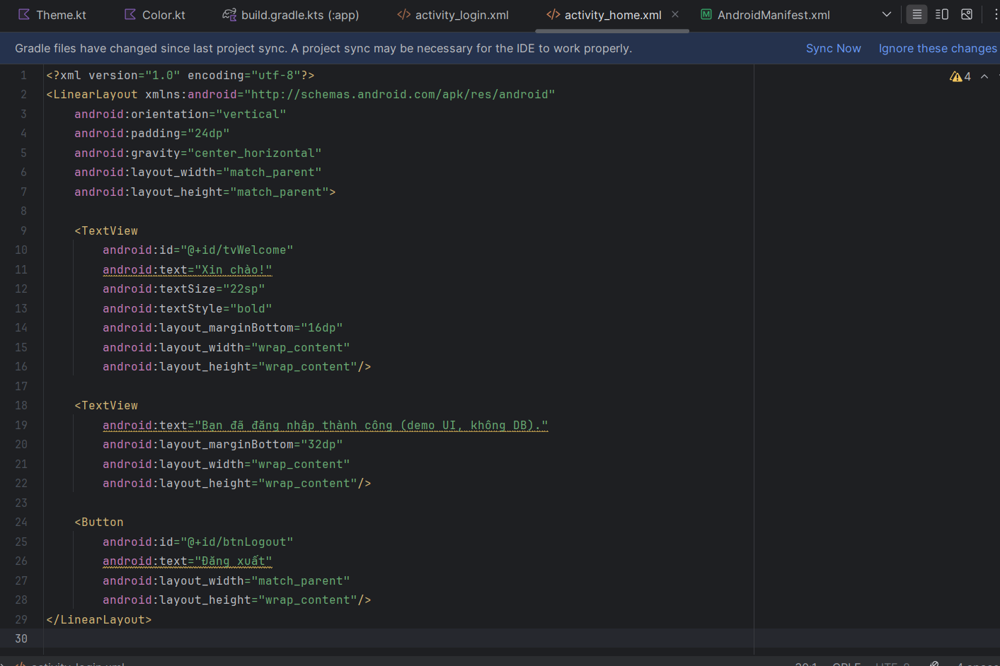 Theme.kt Color.kt build.gradle.kts (:app) activity_login.xml activity_home.xml AndroidManifest.xml
Gradle files have changed since last project sync. A project sync may be necessary for the IDE to work properly. Sync Now Ignore these changes
4
1 <?xml version="1.0" encoding="utf-8"?>
2 <LinearLayout xmlns:android="http://schemas.android.com/apk/res/android"
3 android:orientation="vertical"
4 android:padding="24dp"
5 android:gravity="center_horizontal"
6 android:layout_width="match_parent"
7 android:layout_height="match_parent">
8
9 <TextView
10 android:id="@+id/tvWelcome"
11 android:text="Xin chào!"
12 android:textSize="22sp"
13 android:textStyle="bold"
14 android:layout_marginBottom="16dp"
15 android:layout_width="wrap_content"
16 android:layout_height="wrap_content"/>
17
18 <TextView
19 android:text="Bạn đã đăng nhập thành công (demo UI, không DB)."
20 android:layout_marginBottom="32dp"
21 android:layout_width="wrap_content"
22 android:layout_height="wrap_content"/>
23
24 <Button
25 android:id="@+id/btnLogout"
26 android:text="Đăng xuất"
27 android:layout_width="match_parent"
28 android:layout_height="wrap_content"/>
29 </LinearLayout>
30